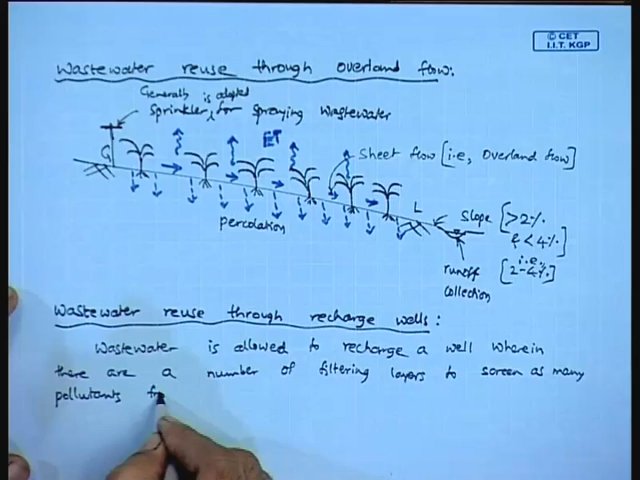 © CET
I.I.T. KGP
Wastewater reuse through overland flow:
Generally is adopted
Sprinkler, for spraying wastewater
G
ET
Sheet flow [i.e, overland flow]
L
Slope [>2%
& <4%]
i.e.
[2-4%]
percolation
runoff
collection
Wastewater reuse through recharge wells:
Wastewater is allowed to recharge a well wherein
there are a number of filtering layers to screen as many
pollutants fr